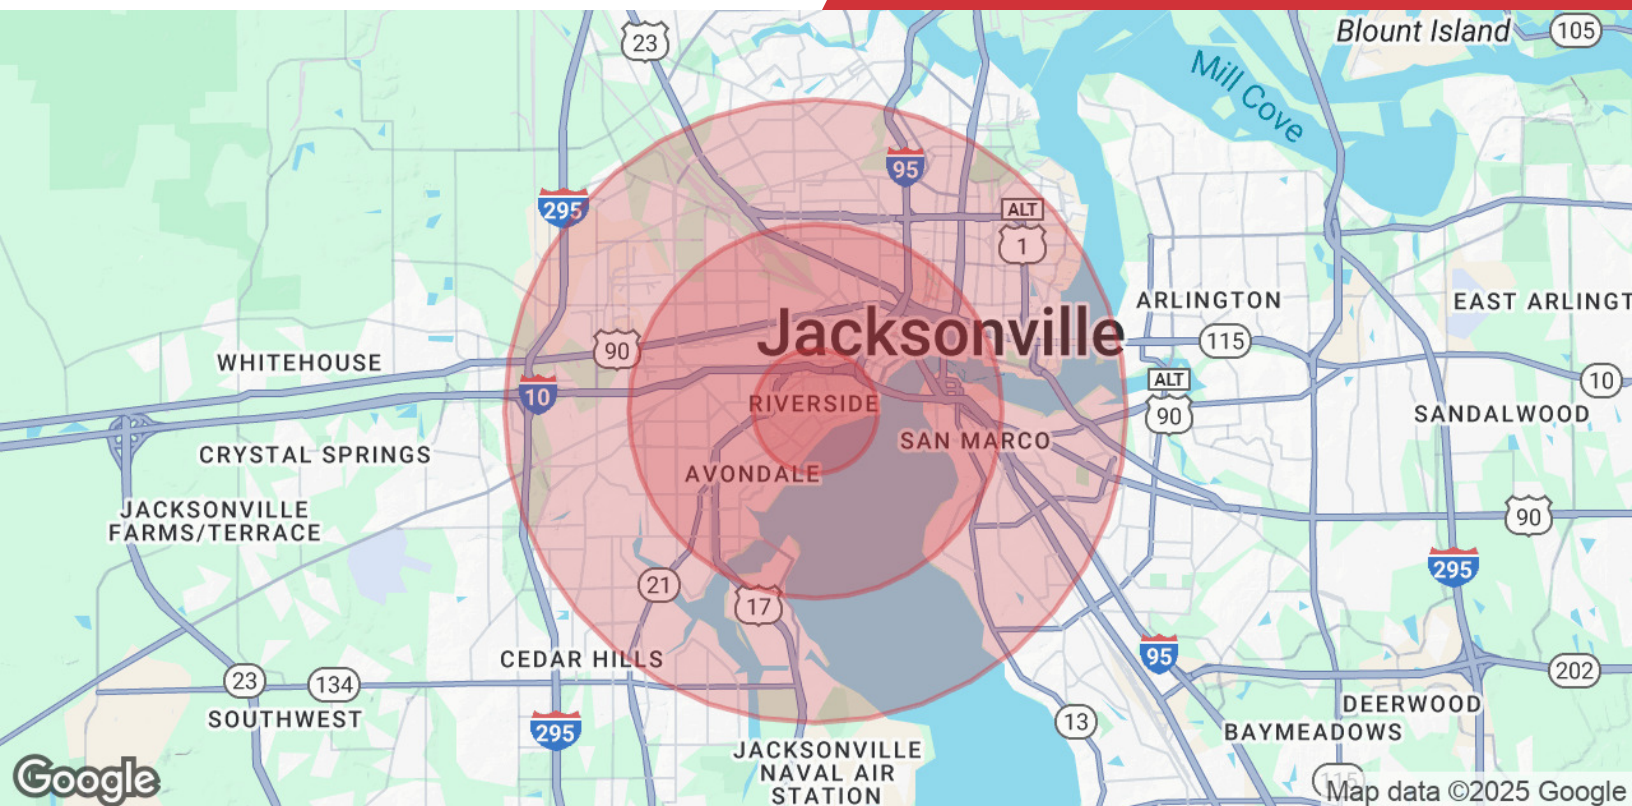 23
Blount Island
105
Mill Cove
95
295
ALT
1
Jacksonville
ARLINGTON
EAST ARLINGT
115
90
WHITEHOUSE
ALT
10
10
90
RIVERSIDE
SANDALWOOD
SAN MARCO
CRYSTAL SPRINGS
AVONDALE
JACKSONVILLE
FARMS/TERRACE
90
295
21
17
95
CEDAR HILLS
202
23
134
DEERWOOD
SOUTHWEST
13
295
BAYMEADOWS
JACKSONVILLE
NAVAL AIR
STATION
115
Google
Map data ©2025 Google